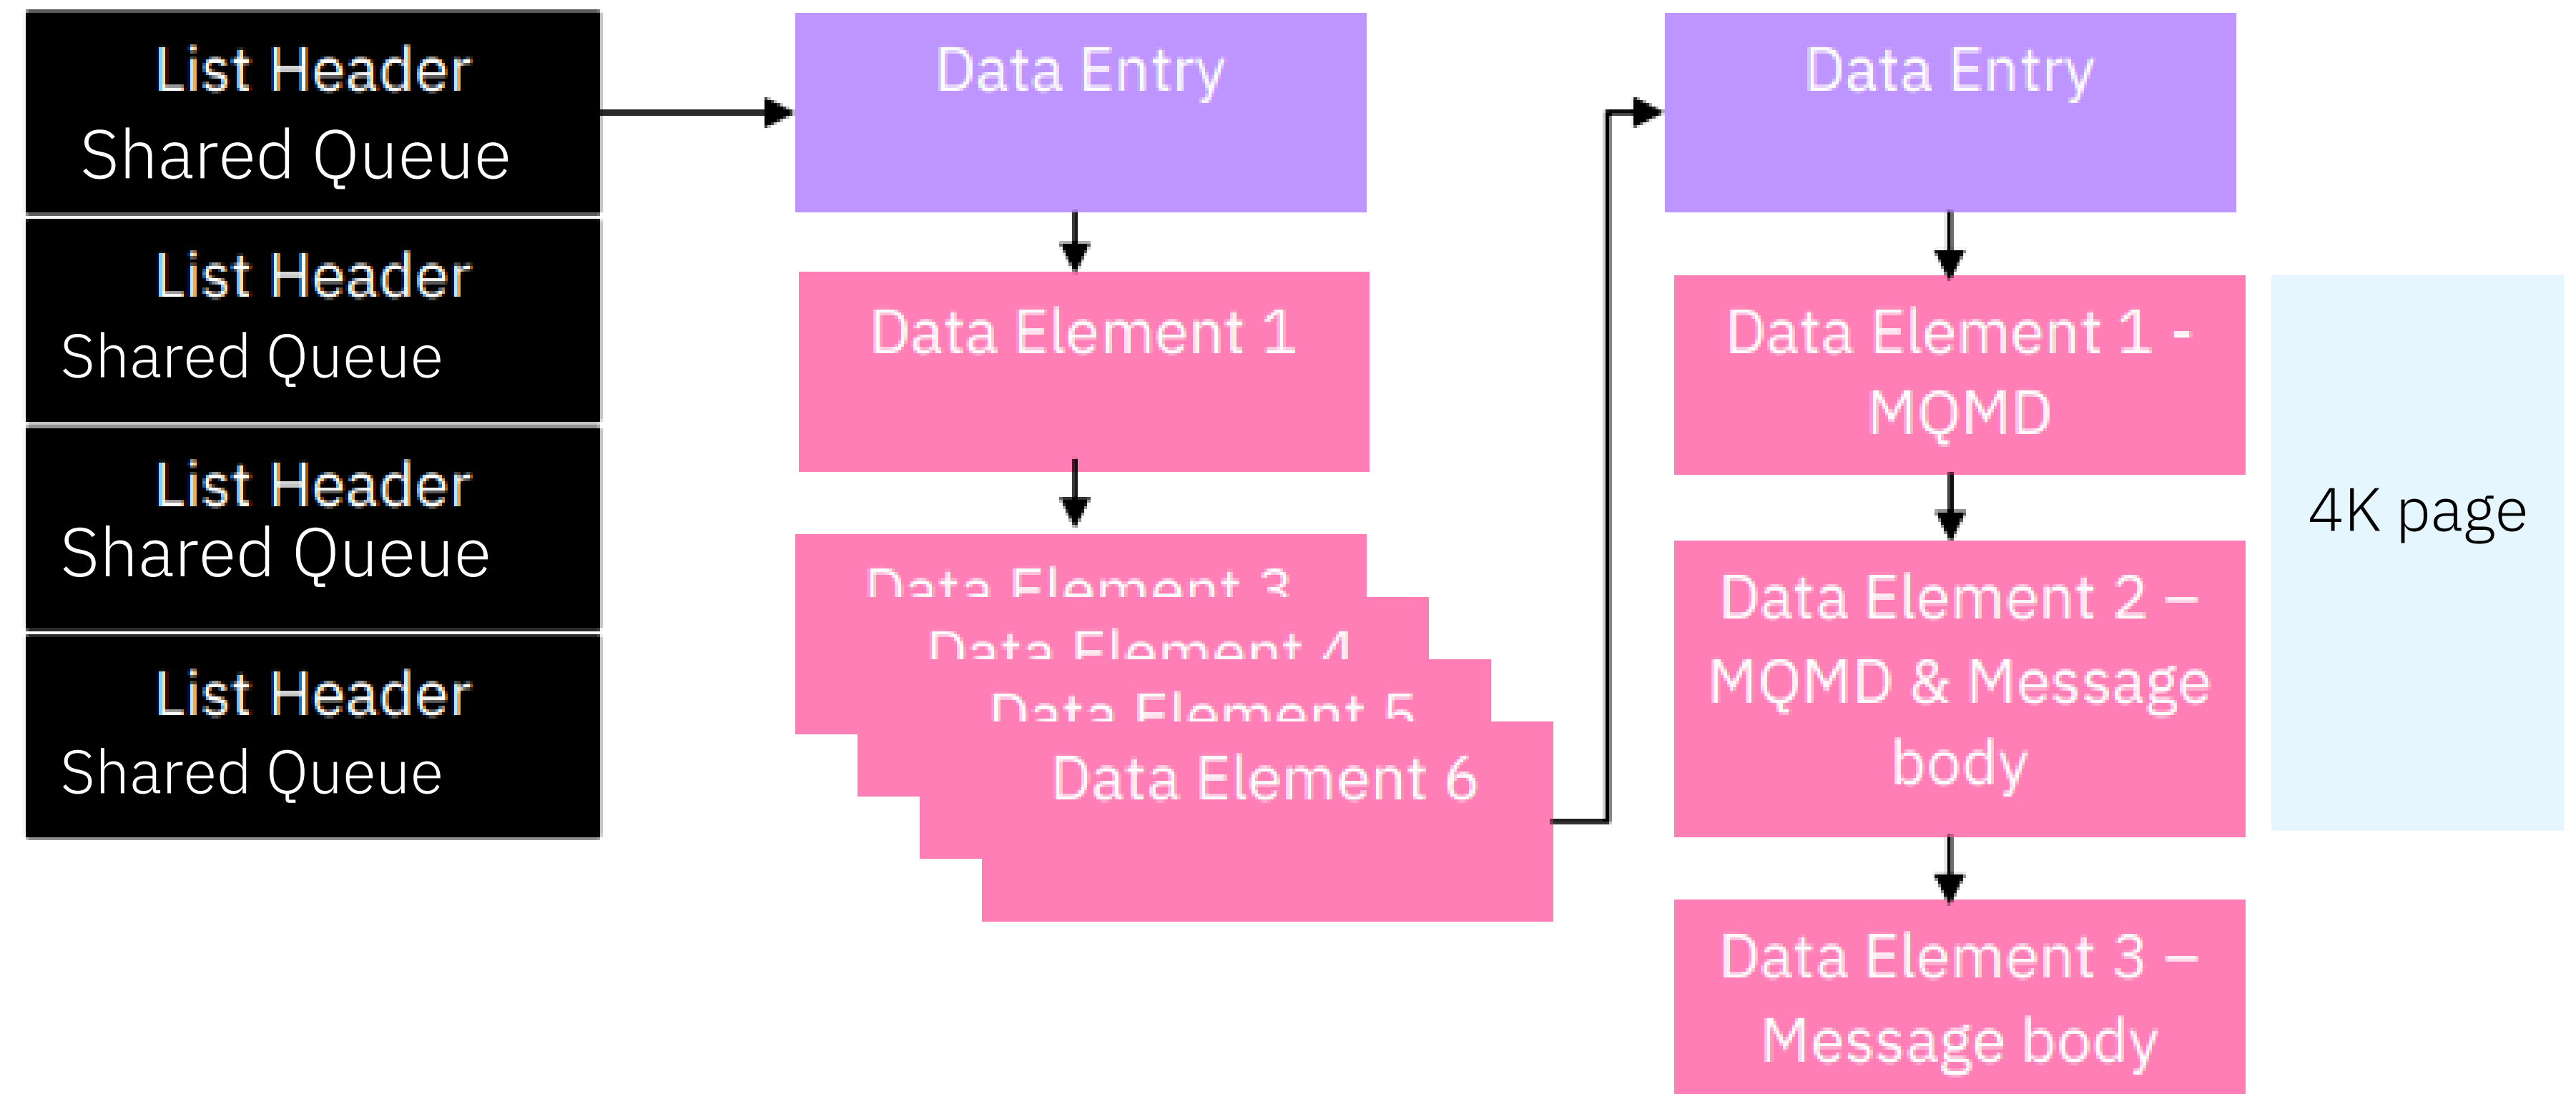 List Header
Shared Queue
List Header
Shared Queue
List Header
Shared Queue
List Header
Shared Queue
Data Entry
Data Element 1
Data Element 3
Data Element 4
Data Element 5
Data Element 6
Data Entry
Data Element 1 -
MQMD
Data Element 2 –
MQMD & Message
body
Data Element 3 –
Message body
4K page